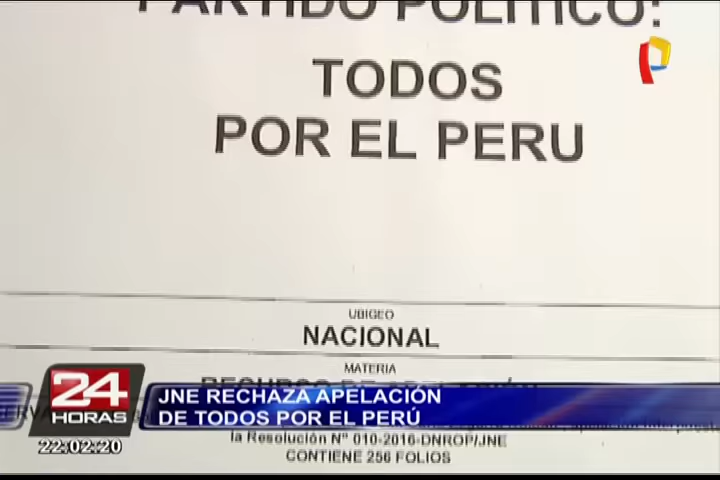 PARTIDO POLÍTICO:
TODOS
POR EL PERU
UBIGEO
NACIONAL
MATERIA
24
HORAS
22:02:20
JNE RECHAZA APELACIÓN
DE TODOS POR EL PERÚ
la Resolución N° 010-2016-DNROP/JNE
CONTIENE 256 FOLIOS